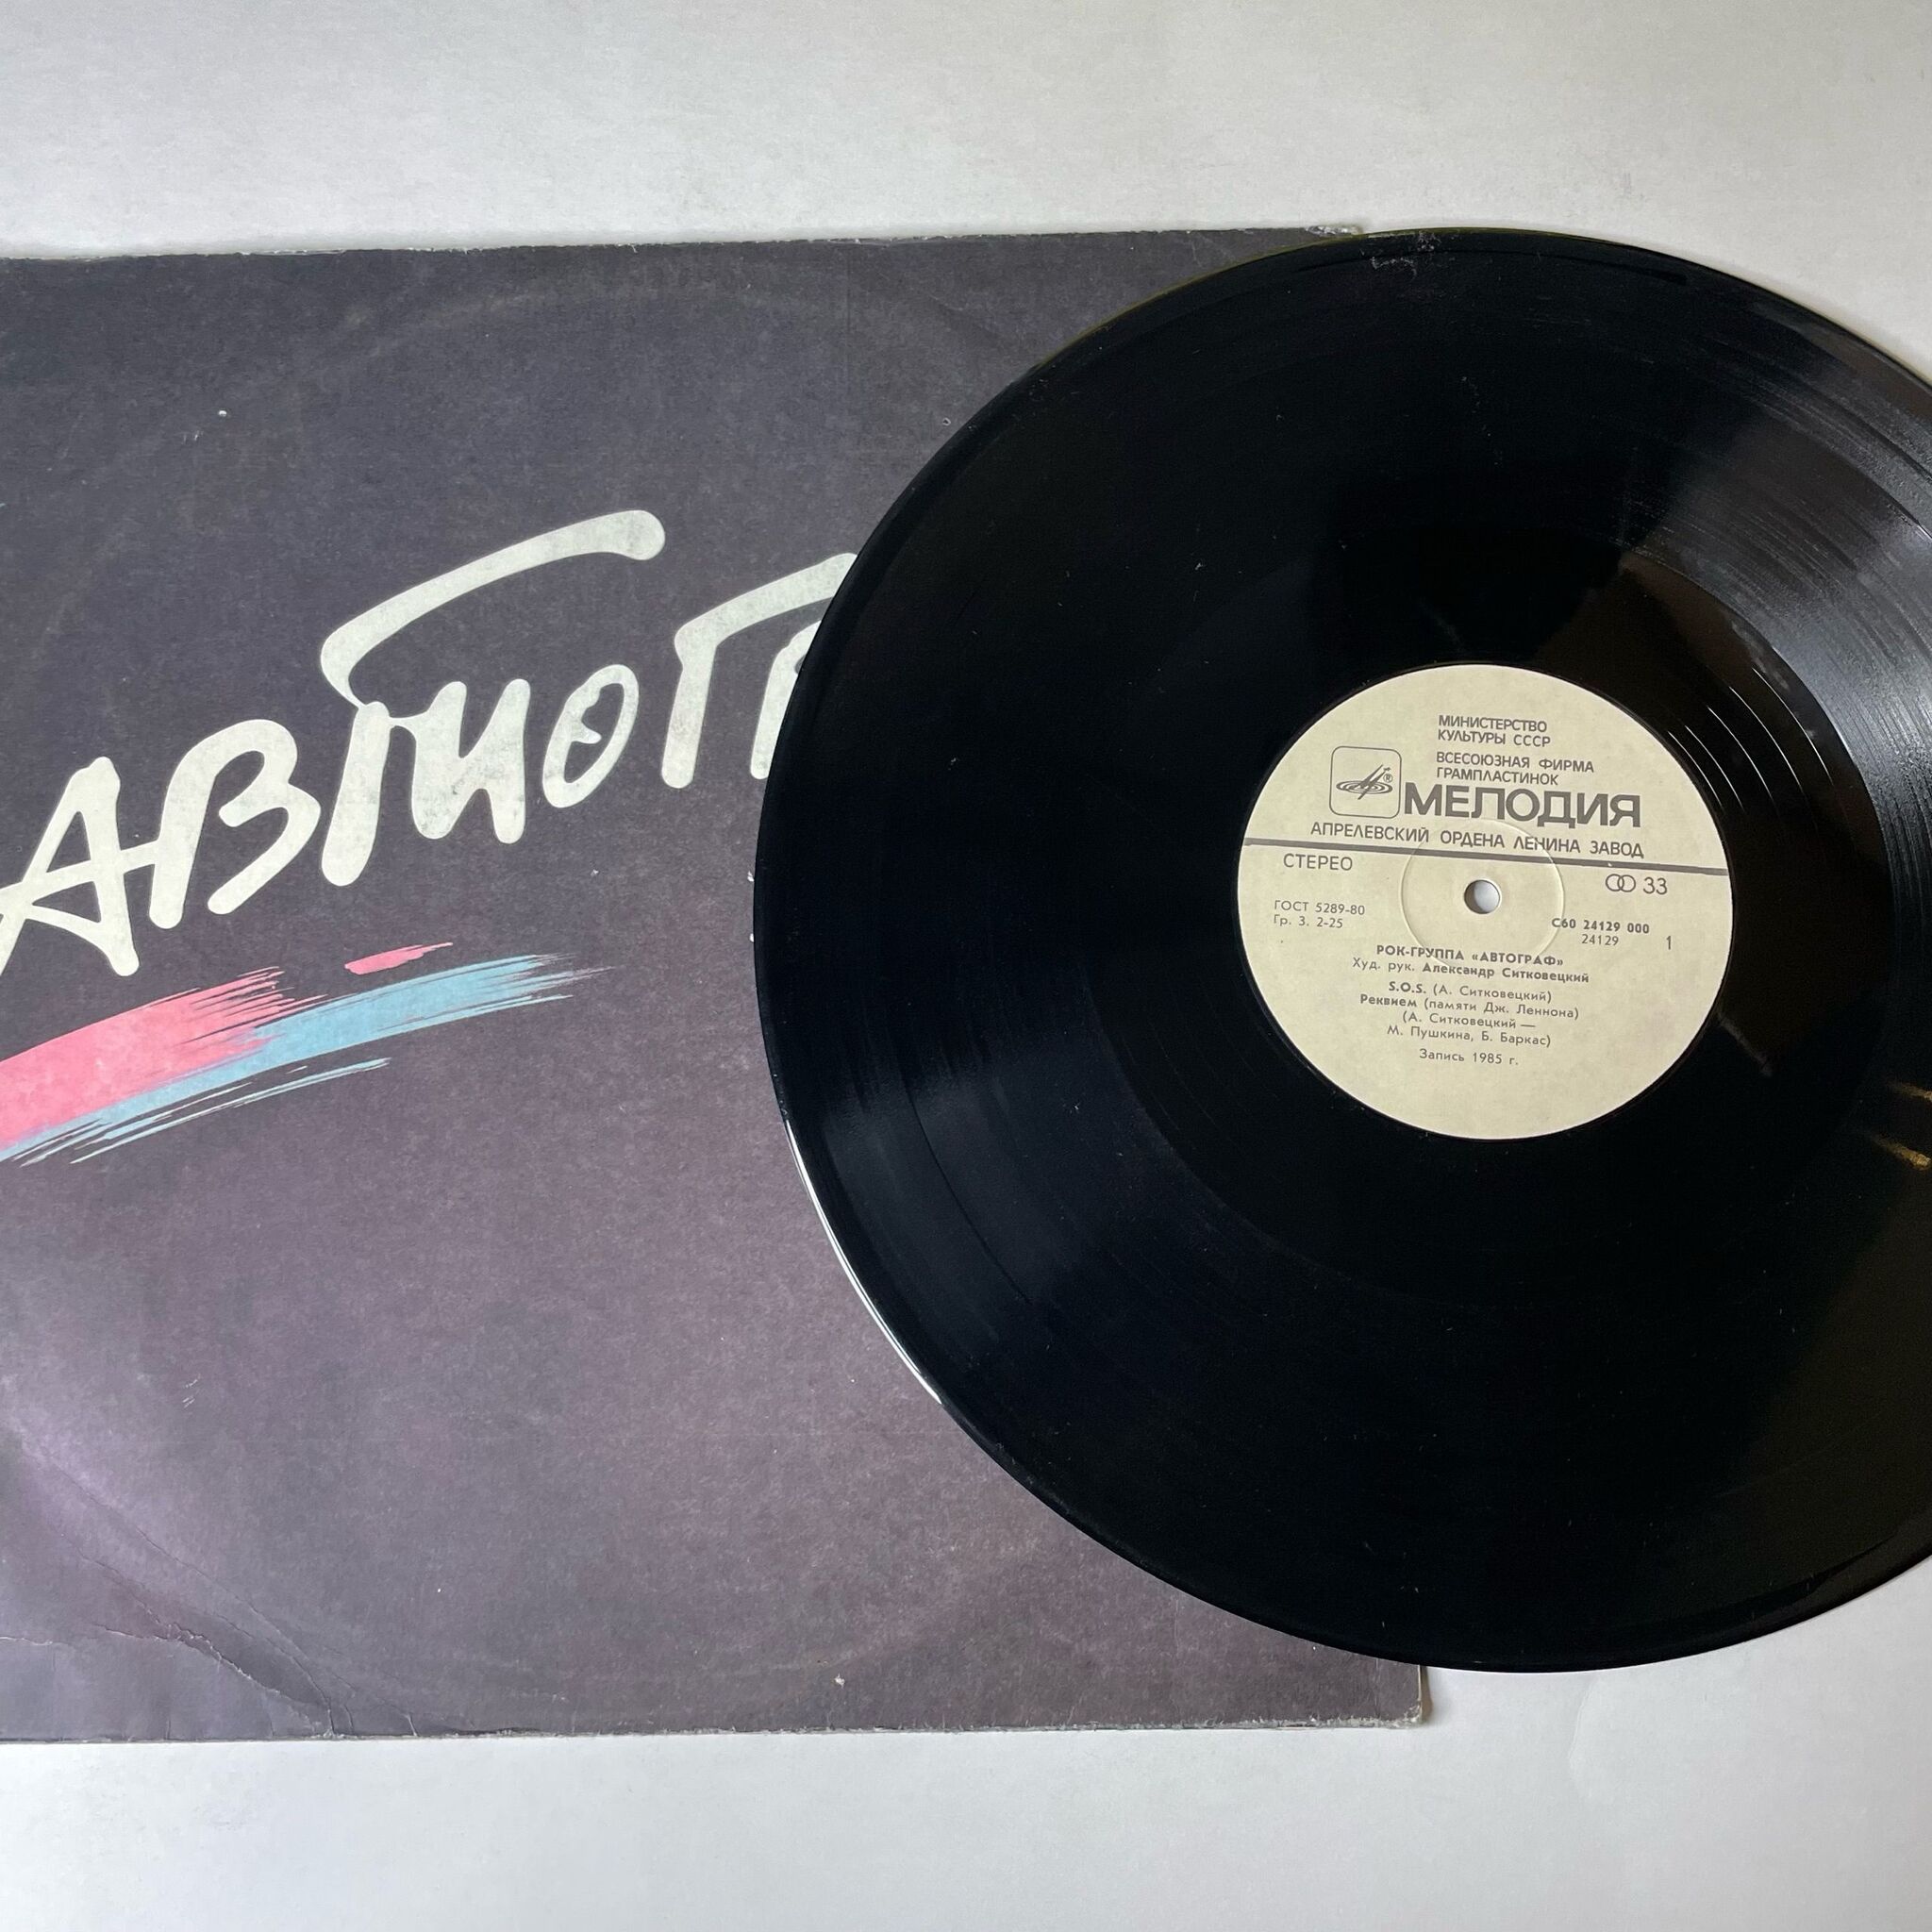 Автогр
МИНИСТЕРСТВО
КУЛЬТУРЫ СССР
ВСЕСОЮЗНАЯ ФИРМА
ГРАМПЛАСТИНОК
МЕЛОДИЯ
АПРЕЛЕВСКИЙ ОРДЕНА ЛЕНИНА ЗАВОД
СТЕРЕО
33
ГОСТ 5289-80
Гр. 3. 2-25
С60 24129 000
24129
1
РОК-ГРУППА «АВТОГРАФ»
Худ. рук. Александр Ситковецкий
S.O.S. (А. Ситковецкий)
Реквием (памяти Дж. Леннона)
(А. Ситковецкий —
М. Пушкина, Б. Баркас)
Запись 1985 г.